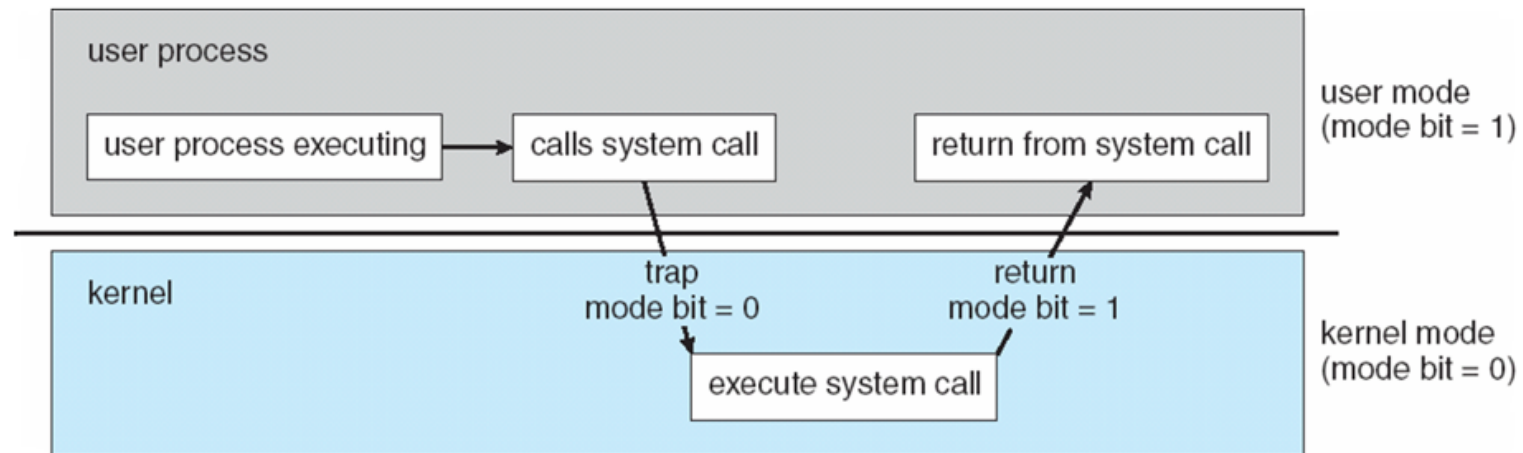 user process
user process executing
calls system call
return from system call
user mode
(mode bit = 1)
kernel
trap
mode bit = 0
return
mode bit = 1
execute system call
kernel mode
(mode bit = 0)